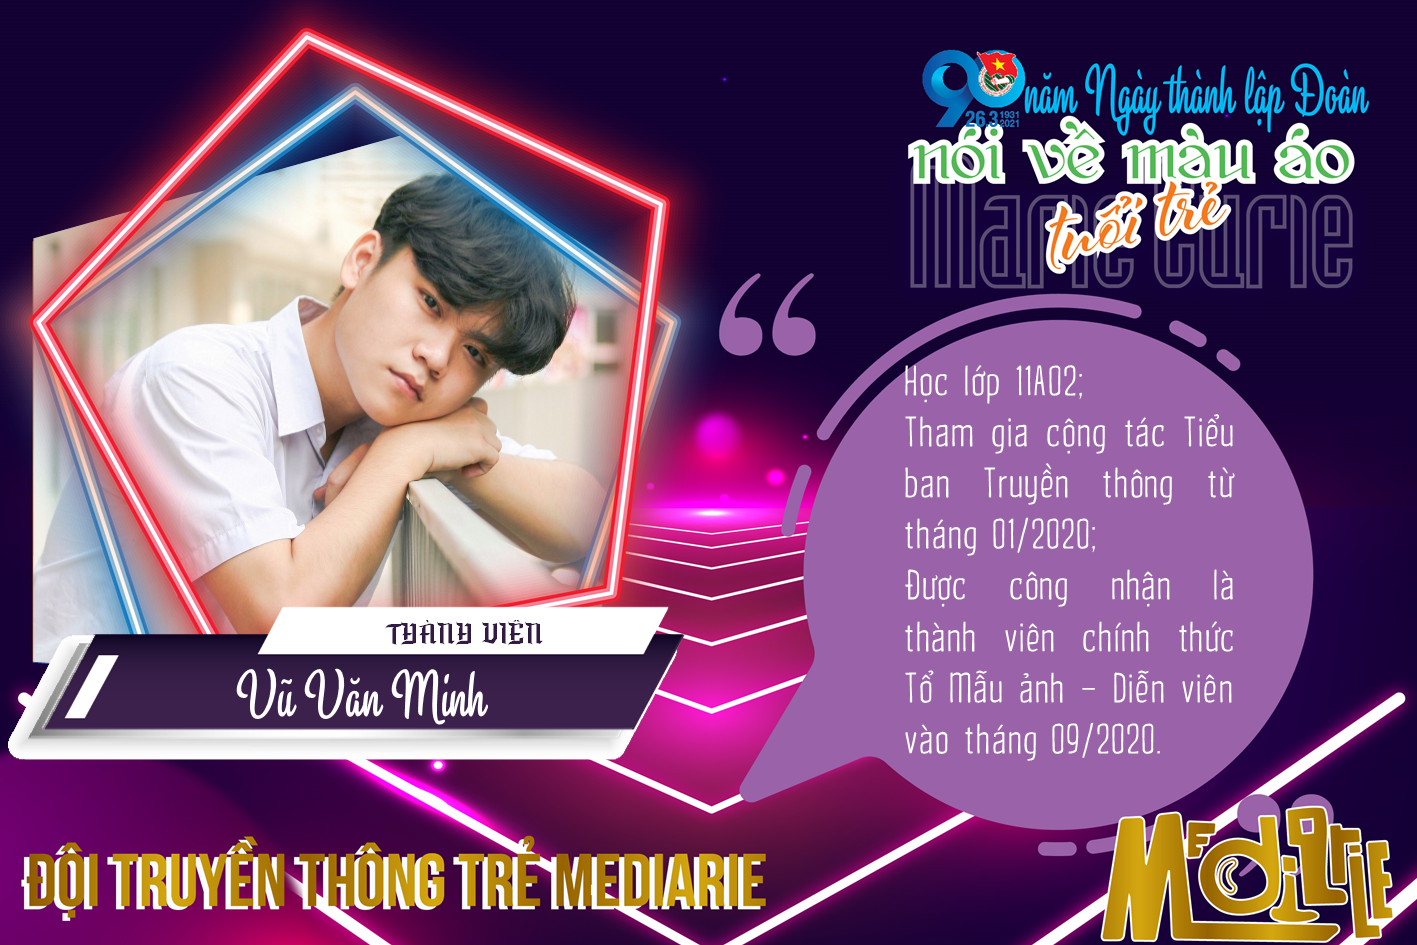 90 năm Ngày thành lập Đoàn
26.3 1931 2021
nói về màu áo
tuổi trẻ
Marie Curie
Học lớp 11A02;
Tham gia cộng tác Tiểu
ban Truyền thông từ
tháng 01/2020;
Được công nhận là
thành viên chính thức
Tổ Mẫu ảnh – Diễn viên
vào tháng 09/2020.
THÀNH VIÊN
Vũ Văn Minh
ĐỘI TRUYỀN THÔNG TRẺ MEDIARIE
MEDIARIE